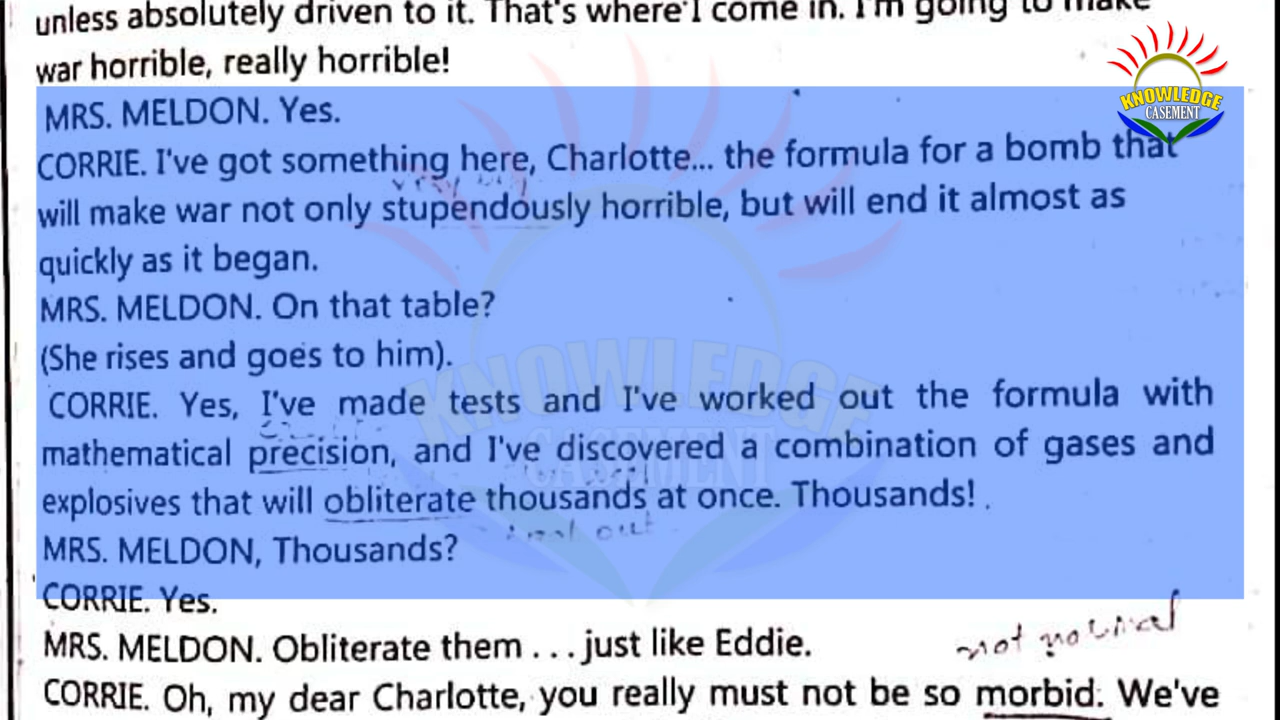 unless absolutely driven to it. That's where I come in. I'm going to make
war horrible, really horrible!
KNOWLEDGE
CASEMENT
MRS. MELDON. Yes.
CORRIE. I've got something here, Charlotte... the formula for a bomb that
will make war not only stupendously horrible, but will end it almost as
quickly as it began.
MRS. MELDON. On that table?
(She rises and goes to him).
KNOWLEDGE
CASEMENT
CORRIE. Yes, I've made tests and I've worked out the formula with
mathematical precision, and I've discovered a combination of gases and
explosives that will obliterate thousands at once. Thousands! .
out
MRS. MELDON, Thousands?
CORRIE. Yes.
not normal
MRS. MELDON. Obliterate them . . . just like Eddie.
CORRIE. Oh, my dear Charlotte, you really must not be so morbid. We've